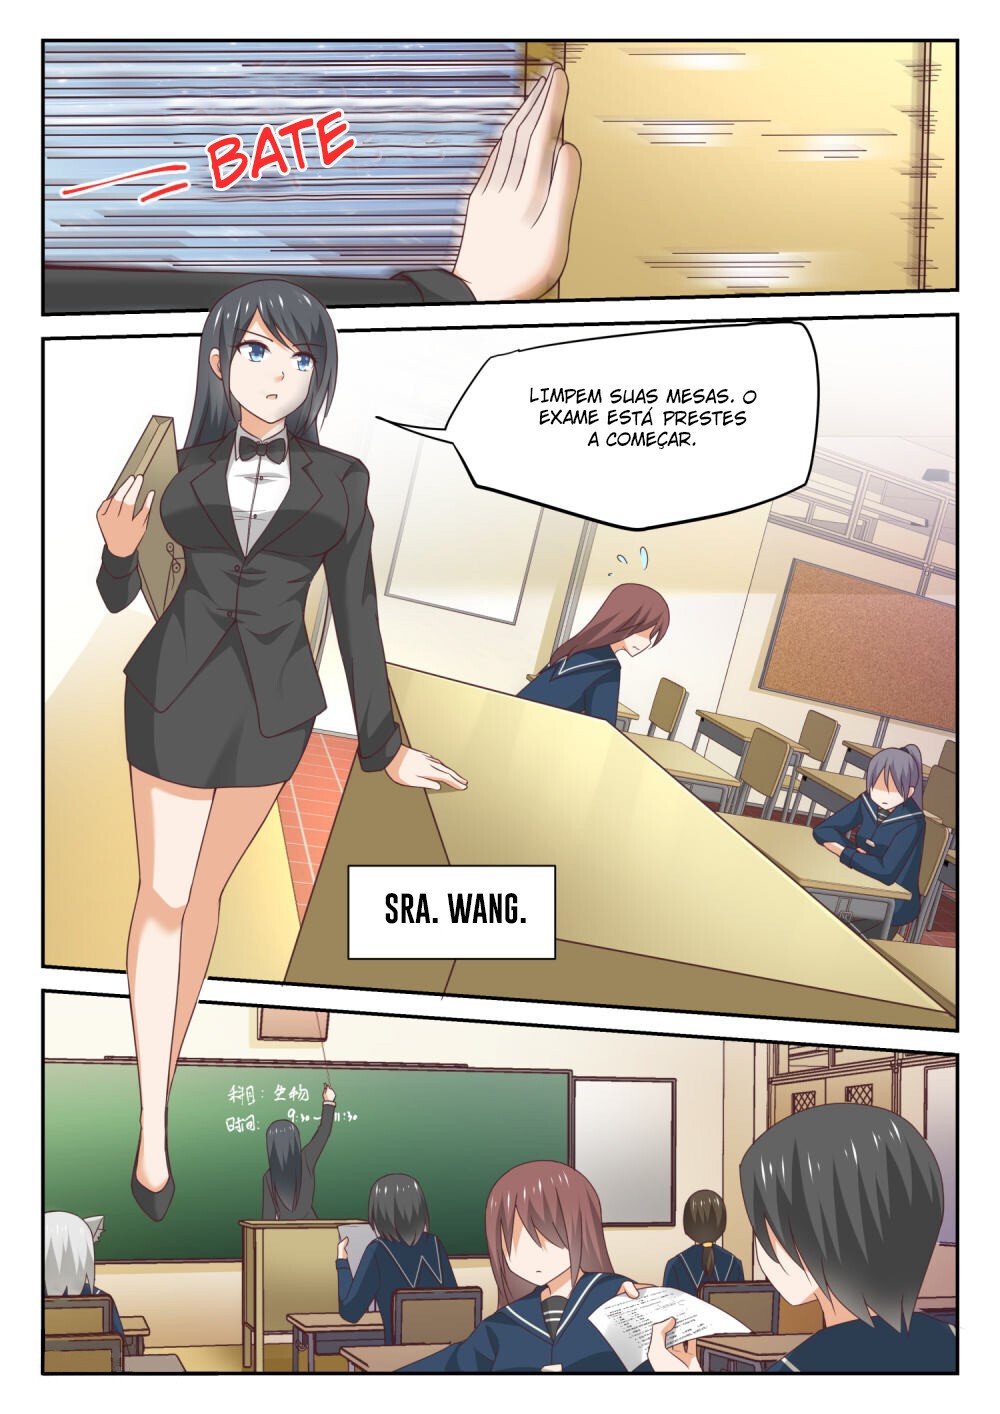 BATE
LIMPEM SUAS MESAS. O
EXAME ESTÁ PRESTES
A COMEÇAR.
SRA. WANG.
科目: 生物
时间: 9:30~11:30